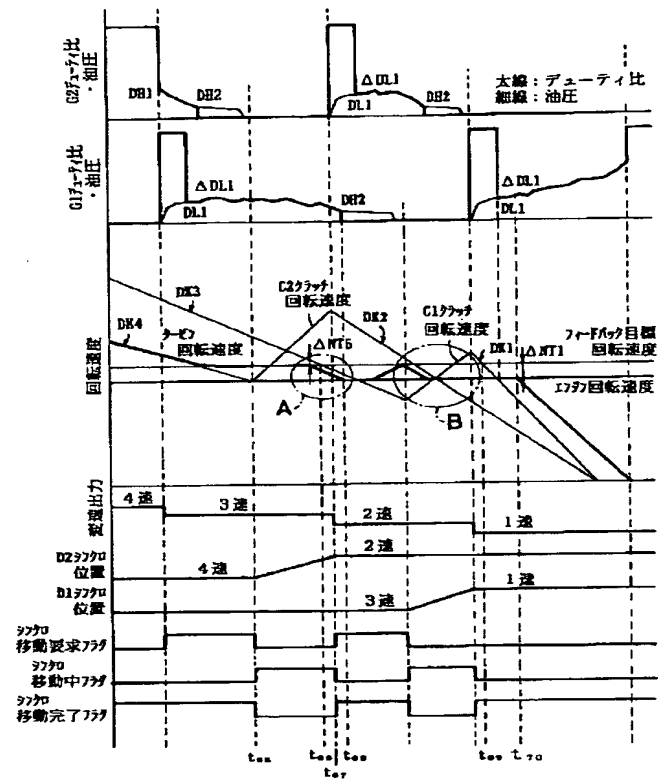 C2デューティ比
・油圧
DH1
DH2
ΔDL1
DL1
DH2
太線：デューティ比
細線：油圧
C1デューティ比
・油圧
ΔDL1
DL1
DH2
ΔDL1
DL1
回転速度
DK3
DK4
タービン
回転速度
C2クラッチ
回転速度
DK2
C1クラッチ
回転速度
DK1
フィードバック目標
回転速度
ΔNT5
ΔNT1
エンジン回転速度
A
B
変速出力
4速
3速
2速
1速
D2シンクロ
位置
4速
2速
D1シンクロ
位置
3速
1速
シンクロ
移動要求フラグ
シンクロ
移動中フラグ
シンクロ
移動完了フラグ
t67
t70